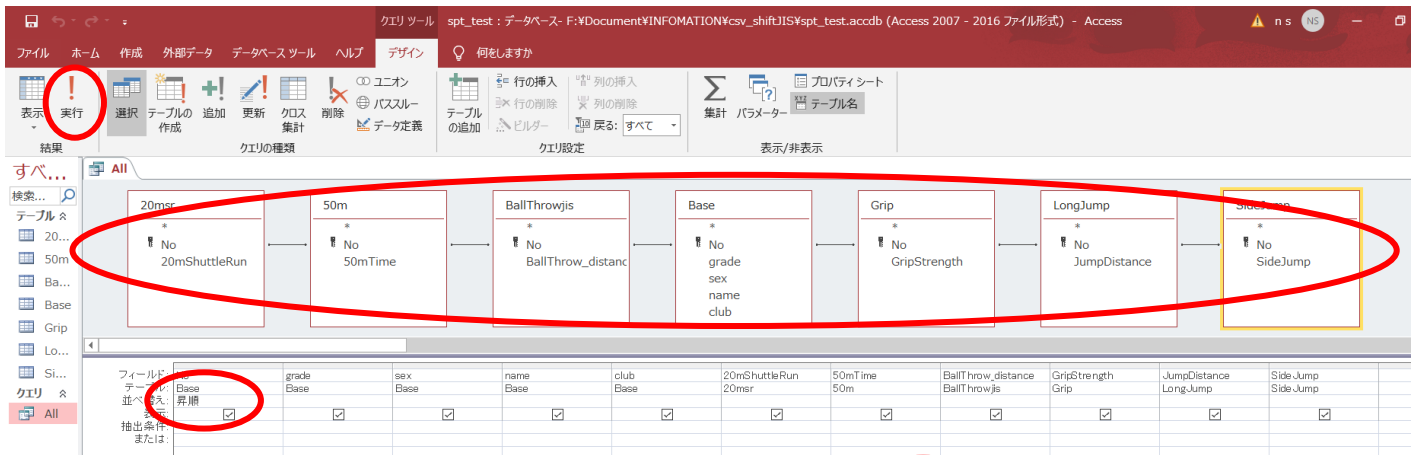 クエリ ツール spt_test : データベース- F:¥Document¥INFOMATION¥csv_shiftJIS¥spt_test.accdb (Access 2007 - 2016 ファイル形式) - Access n s NS
ファイル ホーム 作成 外部データ データベース ツール ヘルプ デザイン 何をしますか
表示 実行 選択 テーブルの作成 追加 更新 クロス集計 削除
ユニオン
パススルー
データ定義
テーブルの追加
行の挿入
行の削除
ビルダー
列の挿入
列の削除
戻る: すべて
集計 パラメーター
プロパティ シート
テーブル名
結果 クエリの種類 クエリ設定 表示/非表示
すべ... All
検索...
テーブル
20...
50m
Ba...
Base
Grip
Lo...
Si...
クエリ
All
20msr
*
No
20mShuttleRun
50m
*
No
50mTime
BallThrowjis
*
No
BallThrow_distanc
Base
*
No
grade
sex
name
club
Grip
*
No
GripStrength
LongJump
*
No
JumpDistance
SideJump
*
No
SideJump
フィールド: No grade sex name club 20mShuttleRun 50mTime BallThrow_distance GripStrength JumpDistance SideJump
テーブル: Base Base Base Base Base 20msr 50m BallThrowjis Grip LongJump SideJump
並べ替え: 昇順
表示:
抽出条件:
または: